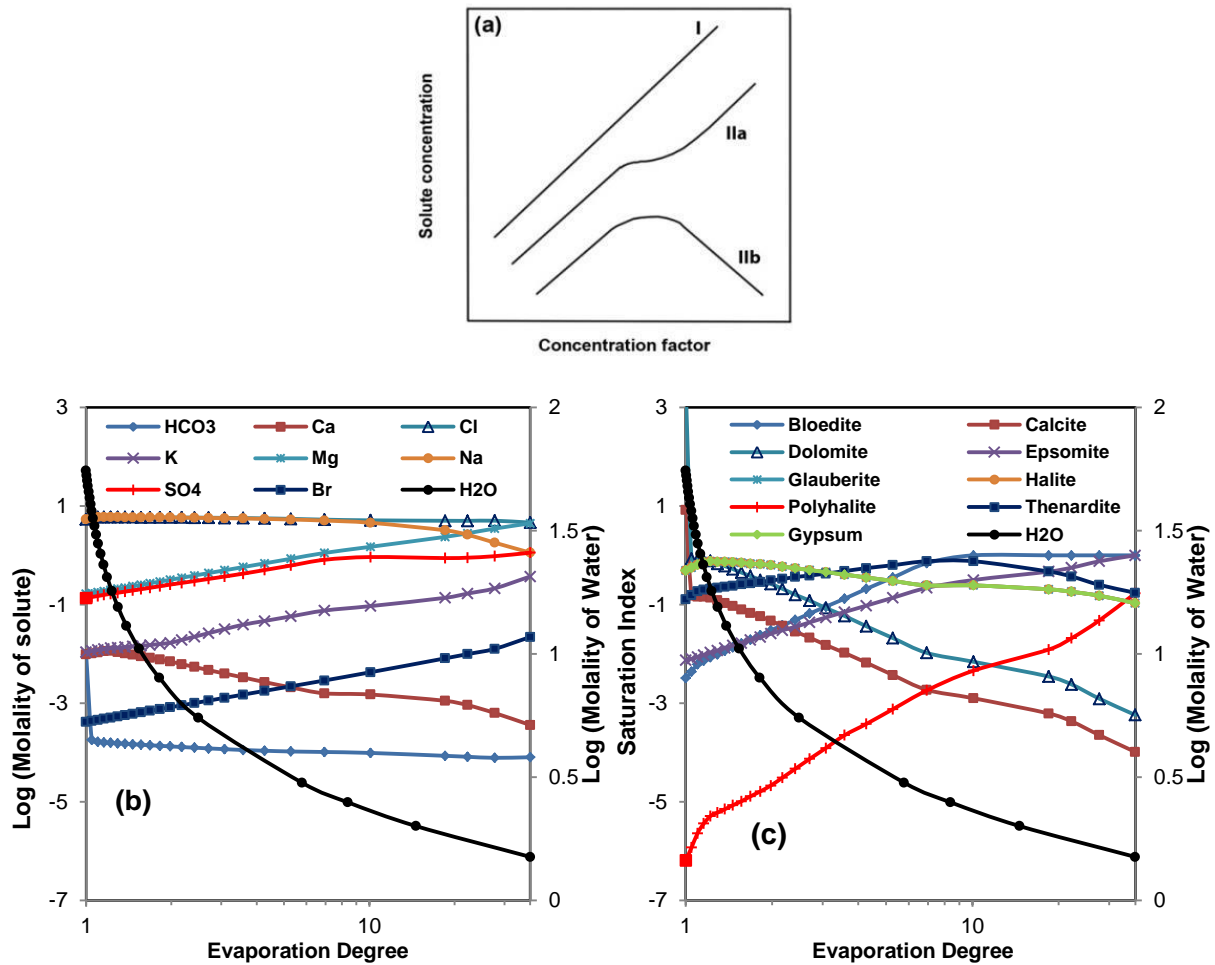 (a)
I
IIa
IIb
Solute concentration
Concentration factor
3
1
-1
-3
-5
-7
1
10
2
1.5
1
0.5
0
HCO3 Ca Cl
K Mg Na
SO4 Br H2O
(b)
Log (Molality of solute)
Log (Molality of Water)
Evaporation Degree
3
1
-1
-3
-5
-7
1
10
2
1.5
1
0.5
0
Bloedite Calcite
Dolomite Epsomite
Glauberite Halite
Polyhalite Thenardite
Gypsum H2O
(c)
Saturation Index
Log (Molality of Water)
Evaporation Degree